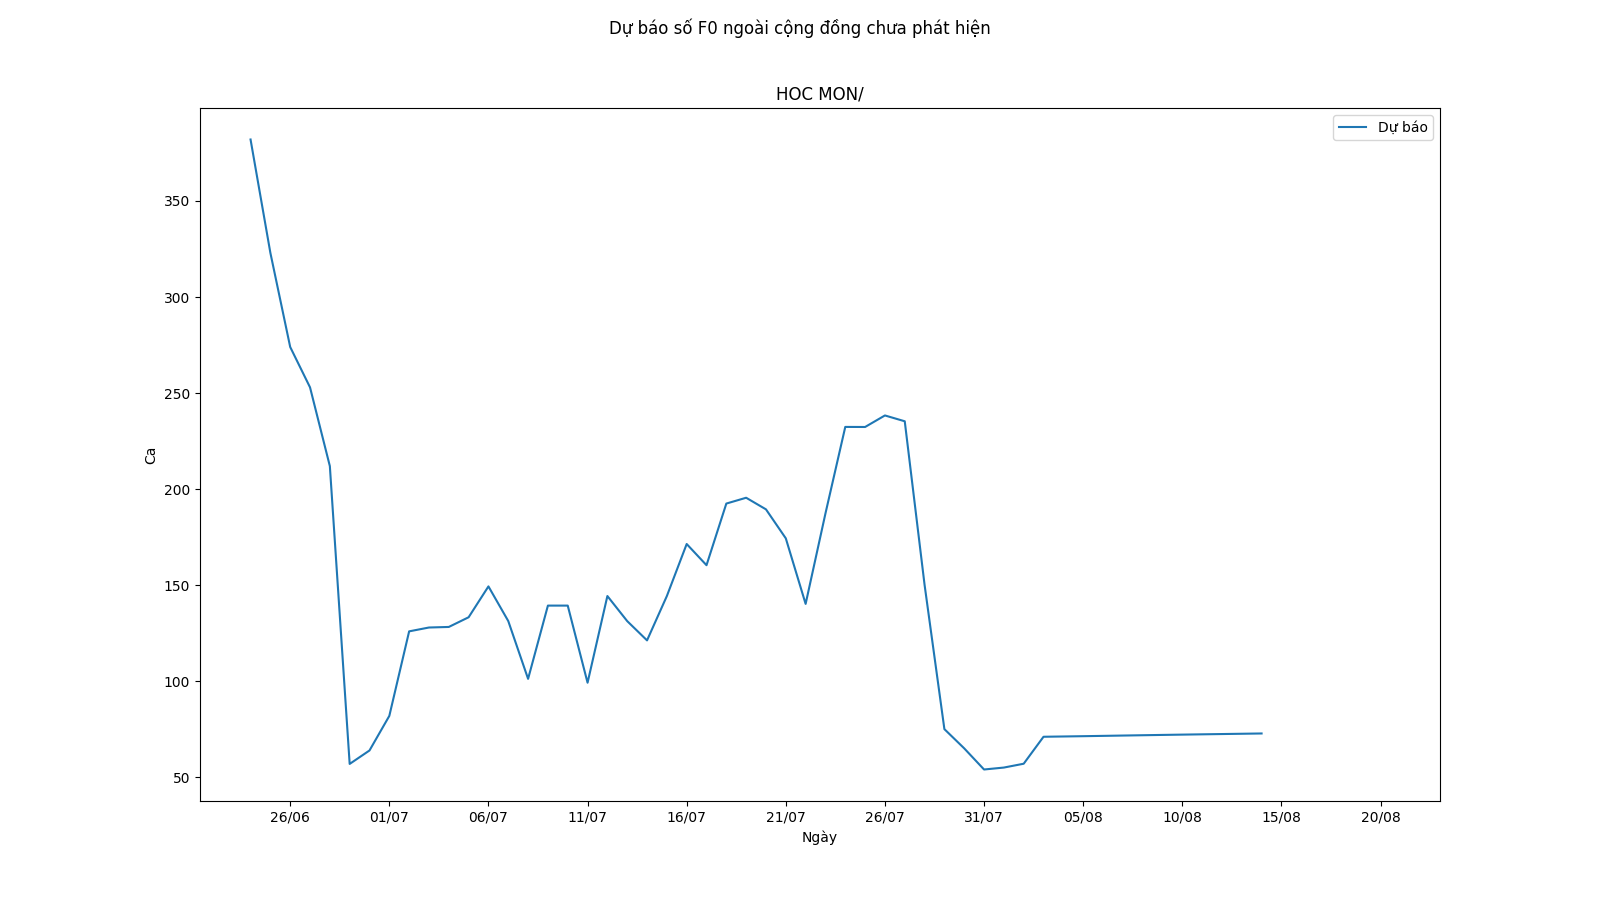 Dự báo số F0 ngoài cộng đồng chưa phát hiện
HOC MON/
Dự báo
350
300
250
200
150
100
50
Ca
26/06 01/07 06/07 11/07 16/07 21/07 26/07 31/07 05/08 10/08 15/08 20/08
Ngày